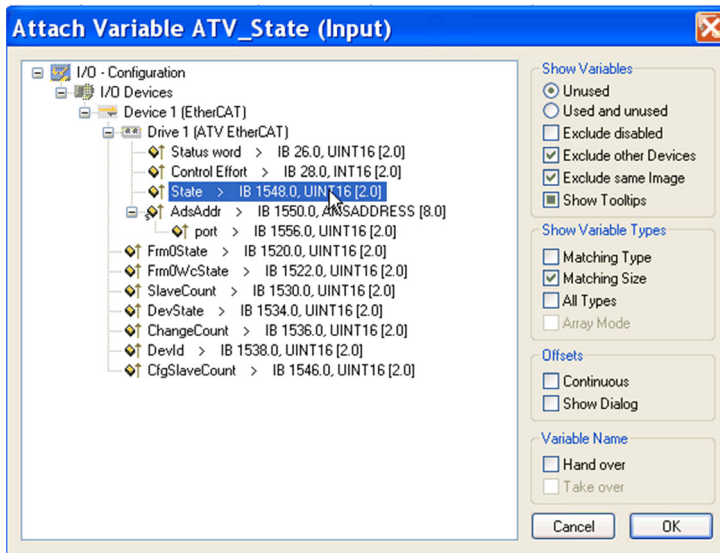 Attach Variable ATV_State (Input)
I/O - Configuration
I/O Devices
Device 1 (EtherCAT)
Drive 1 (ATV EtherCAT)
Status word > IB 26.0, UINT16 [2.0]
Control Effort > IB 28.0, INT16 [2.0]
State > IB 1548.0, UINT16 [2.0]
AdsAddr > IB 1550.0, AMSADDRESS [8.0]
port > IB 1556.0, UINT16 [2.0]
Frm0State > IB 1520.0, UINT16 [2.0]
Frm0WcState > IB 1522.0, UINT16 [2.0]
SlaveCount > IB 1530.0, UINT16 [2.0]
DevState > IB 1534.0, UINT16 [2.0]
ChangeCount > IB 1536.0, UINT16 [2.0]
DevId > IB 1538.0, UINT16 [2.0]
CfgSlaveCount > IB 1546.0, UINT16 [2.0]
Show Variables
Unused
Used and unused
Exclude disabled
Exclude other Devices
Exclude same Image
Show Tooltips
Show Variable Types
Matching Type
Matching Size
All Types
Array Mode
Offsets
Continuous
Show Dialog
Variable Name
Hand over
Take over
Cancel OK